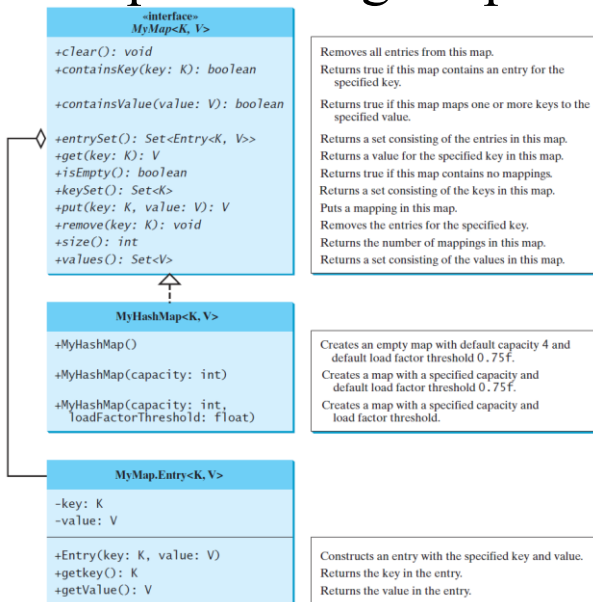 «interface»
MyMap<K, V>
+clear(): void
Removes all entries from this map.
+containsKey(key: K): boolean
Returns true if this map contains an entry for the
specified key.
+containsValue(value: V): boolean
Returns true if this map maps one or more keys to the
specified value.
+entrySet(): Set<Entry<K, V>>
Returns a set consisting of the entries in this map.
+get(key: K): V
Returns a value for the specified key in this map.
+isEmpty(): boolean
Returns true if this map contains no mappings.
+keySet(): Set<K>
Returns a set consisting of the keys in this map.
+put(key: K, value: V): V
Puts a mapping in this map.
+remove(key: K): void
Removes the entries for the specified key.
+size(): int
Returns the number of mappings in this map.
+values(): Set<V>
Returns a set consisting of the values in this map.
MyHashMap<K, V>
+MyHashMap()
Creates an empty map with default capacity 4 and
default load factor threshold 0.75f.
+MyHashMap(capacity: int)
Creates a map with a specified capacity and
default load factor threshold 0.75f.
+MyHashMap(capacity: int,
loadFactorThreshold: float)
Creates a map with a specified capacity and
load factor threshold.
MyMap.Entry<K, V>
-key: K
-value: V
+Entry(key: K, value: V)
Constructs an entry with the specified key and value.
+getkey(): K
Returns the key in the entry.
+getValue(): V
Returns the value in the entry.